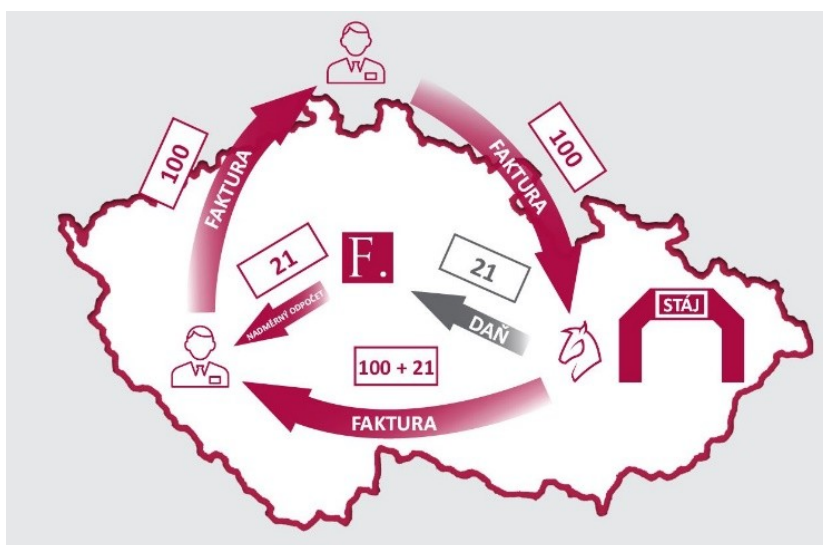 100
FAKTURA
100
FAKTURA
21
F.
21
NADMĚRNÝ ODPOČET
DAŇ
STÁJ
100 + 21
FAKTURA